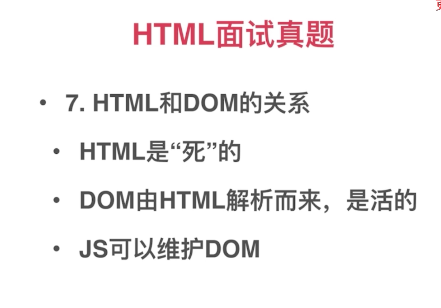 HTML面试真题
• 7. HTML和DOM的关系
• HTML是“死”的
• DOM由HTML解析而来，是活的
• JS可以维护DOM